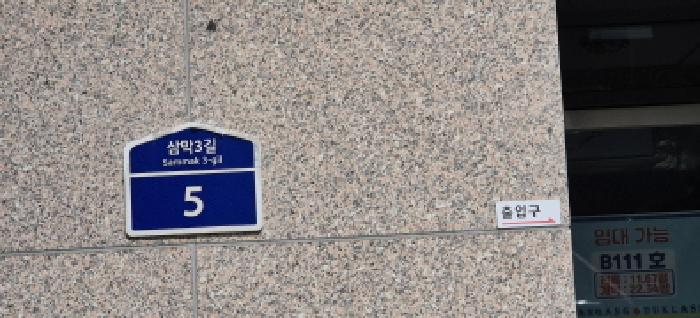 삼막3길
Sammak 3-gil
5
출입구
임대 가능
B111 호